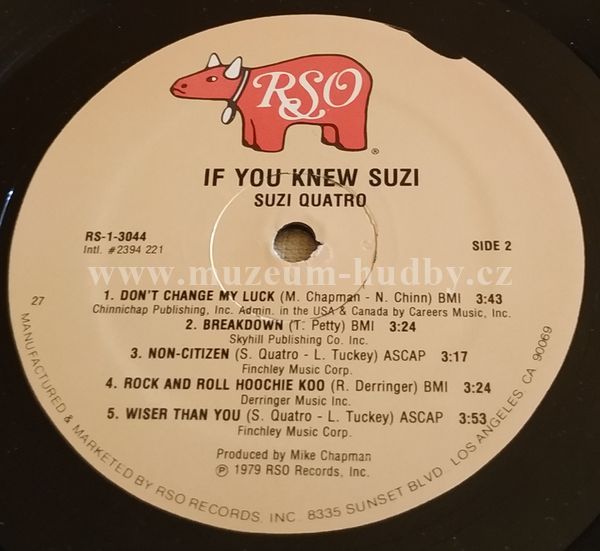 RSO
®
IF YOU KNEW SUZI
SUZI QUATRO
RS-1-3044
Intl. #2394 221
SIDE 2
www.muzeum-hudby.cz
27
1. DON'T CHANGE MY LUCK (M. Chapman - N. Chinn) BMI 3:43
Chinnichap Publishing, Inc. Admin. in the USA & Canada by Careers Music, Inc.
2. BREAKDOWN (T. Petty) BMI 3:24
Skyhill Publishing Co. Inc.
3. NON-CITIZEN (S. Quatro - L. Tuckey) ASCAP 3:17
Finchley Music Corp.
4. ROCK AND ROLL HOOCHIE KOO (R. Derringer) BMI 3:24
Derringer Music Inc.
5. WISER THAN YOU (S. Quatro - L. Tuckey) ASCAP 3:53
Finchley Music Corp.
Produced by Mike Chapman
℗ 1979 RSO Records, Inc.
MANUFACTURED & MARKETED BY RSO RECORDS, INC. 8335 SUNSET BLVD. LOS ANGELES, CA 90069